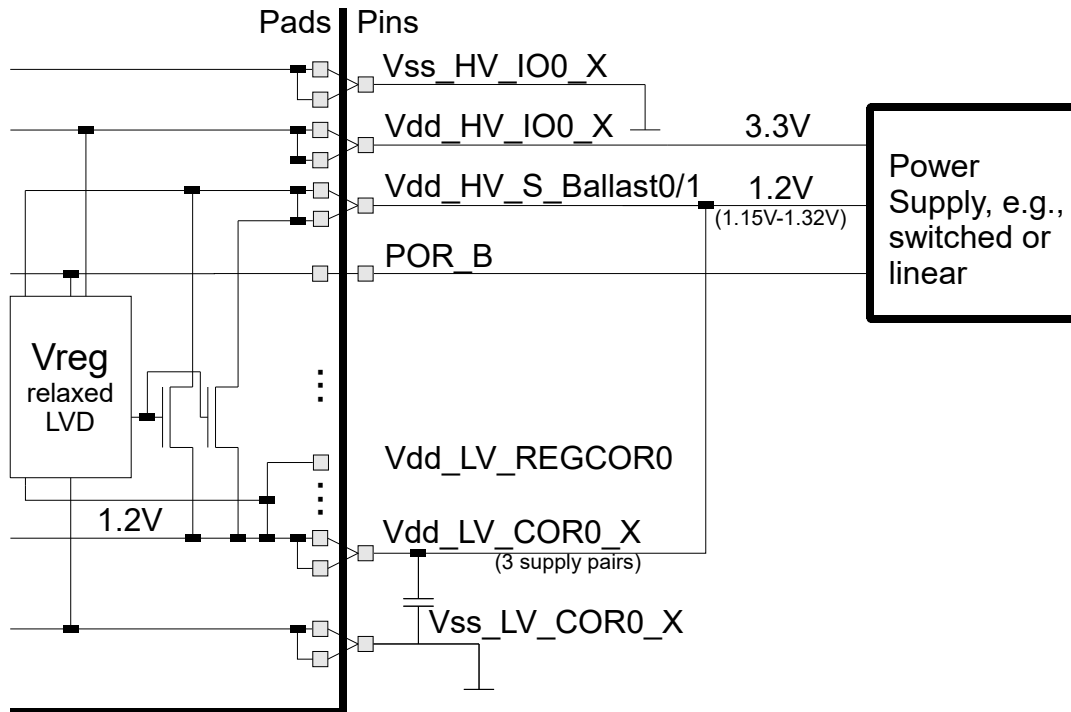 Pads
Pins
Vss_HV_IO0_X
Vdd_HV_IO0_X
3.3V
Vdd_HV_S_Ballast0/1
1.2V
(1.15V-1.32V)
POR_B
Power
Supply, e.g.,
switched or
linear
Vreg
relaxed
LVD
Vdd_LV_REGCOR0
1.2V
Vdd_LV_COR0_X
(3 supply pairs)
Vss_LV_COR0_X